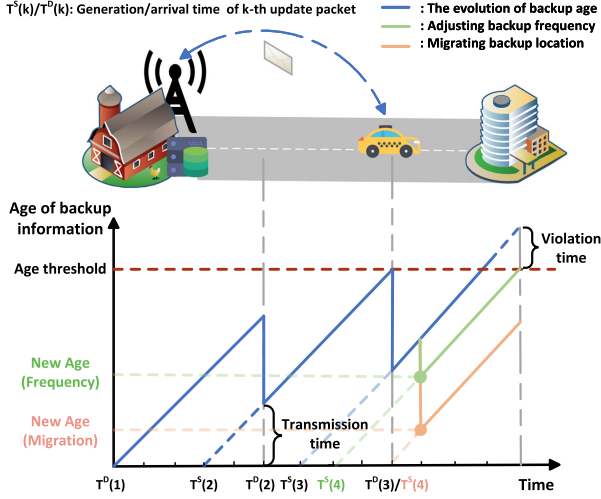 T^S(k)/T^D(k): Generation/arrival time of k-th update packet
: The evolution of backup age
: Adjusting backup frequency
: Migrating backup location
Age of backup
information
Violation
time
Age threshold
New Age
(Frequency)
New Age
(Migration)
Transmission
time
T^D(1) T^S(2) T^D(2) T^S(3) T^S(4) T^D(3)/T^S(4) Time